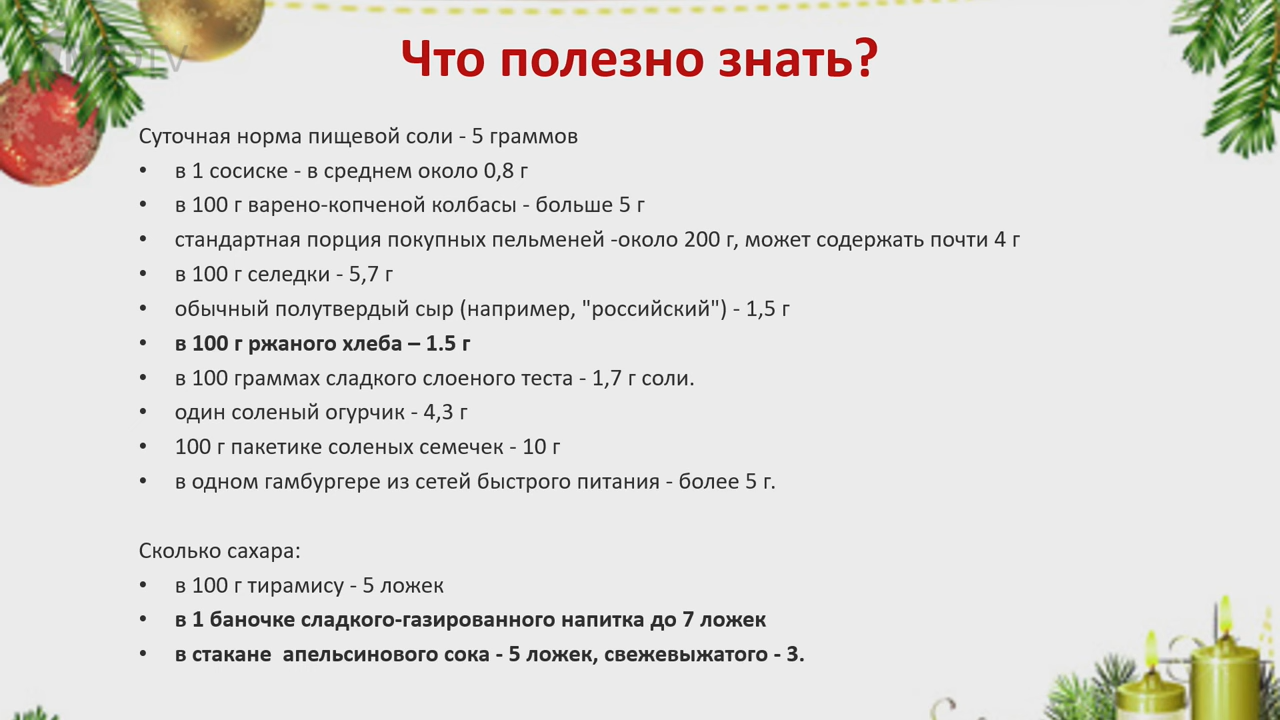 Что полезно знать?
Суточная норма пищевой соли - 5 граммов
• в 1 сосиске - в среднем около 0,8 г
• в 100 г варено-копченой колбасы - больше 5 г
• стандартная порция покупных пельменей -около 200 г, может содержать почти 4 г
• в 100 г селедки - 5,7 г
• обычный полутвердый сыр (например, "российский") - 1,5 г
• в 100 г ржаного хлеба – 1.5 г
• в 100 граммах сладкого слоеного теста - 1,7 г соли.
• один соленый огурчик - 4,3 г
• 100 г пакетике соленых семечек - 10 г
• в одном гамбургере из сетей быстрого питания - более 5 г.
Сколько сахара:
• в 100 г тирамису - 5 ложек
• в 1 баночке сладкого-газированного напитка до 7 ложек
• в стакане  апельсинового сока - 5 ложек, свежевыжатого - 3.